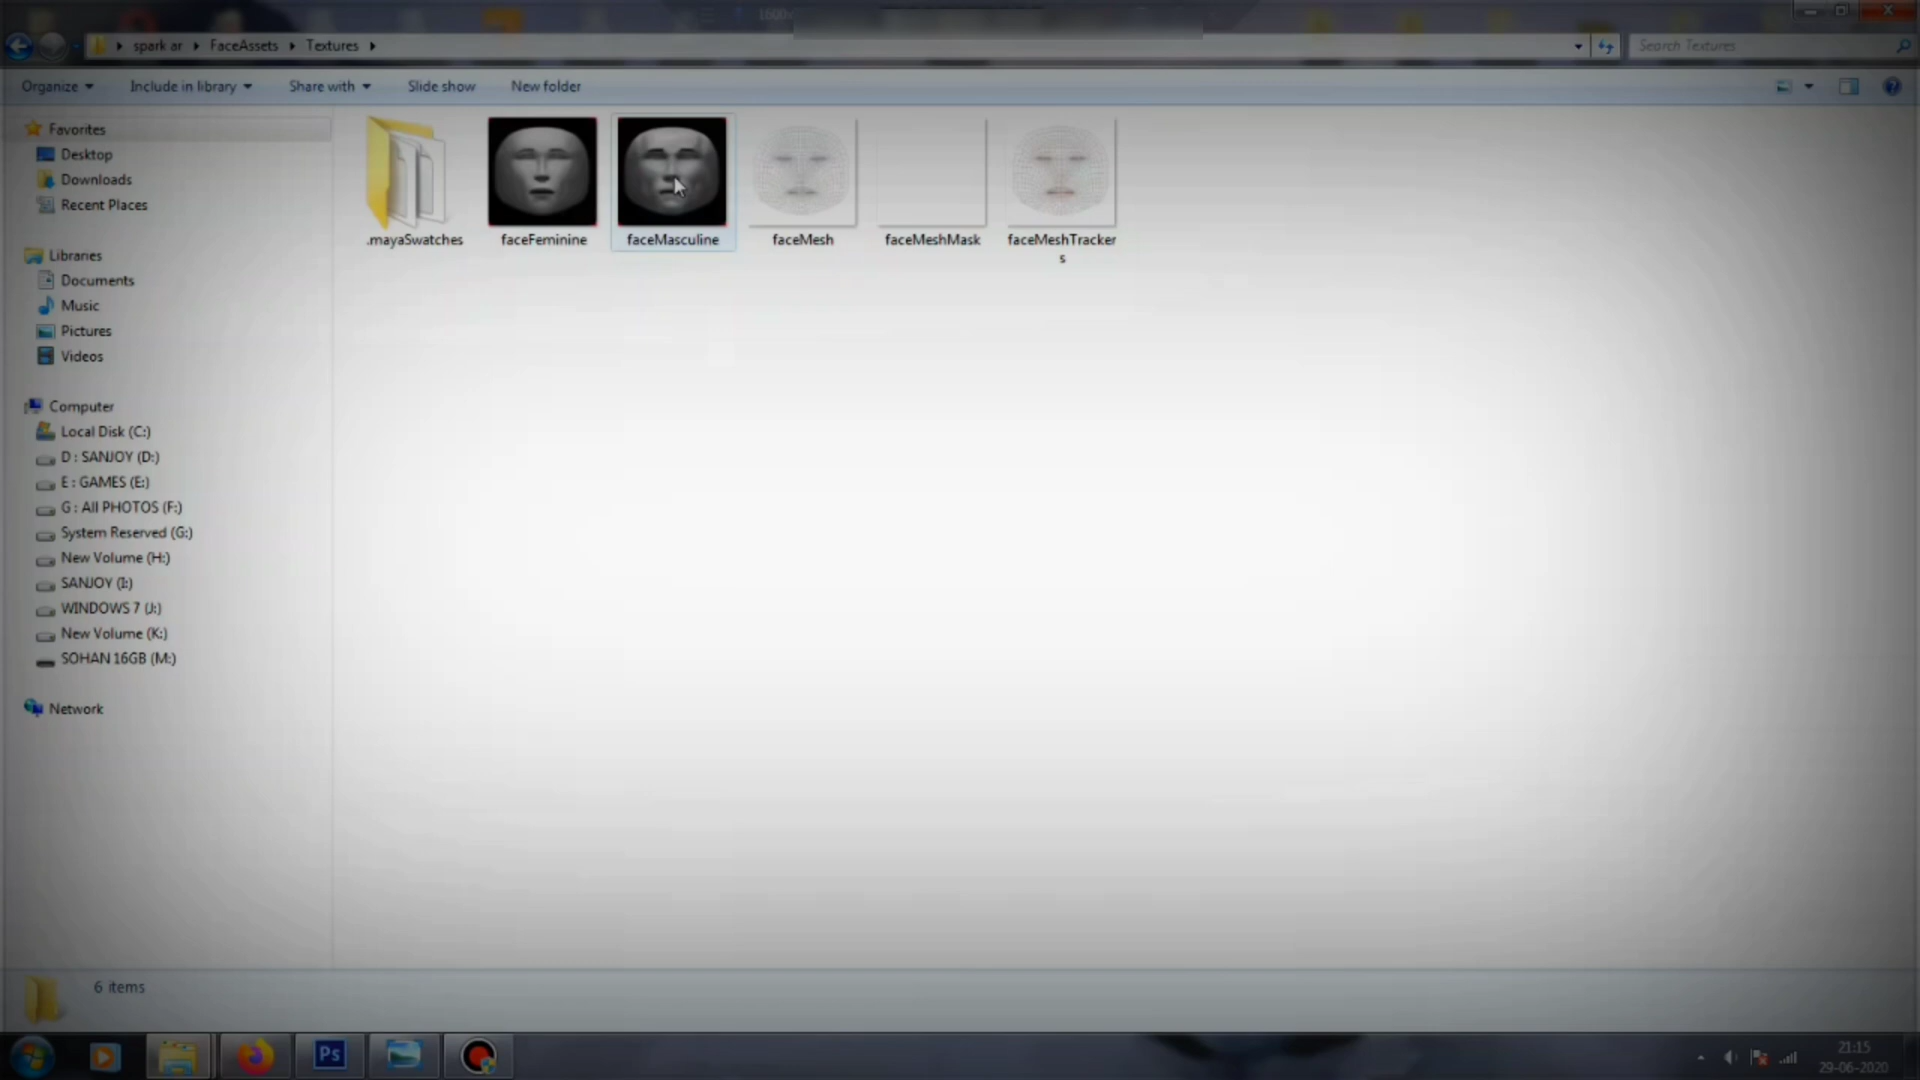 spark ar
FaceAssets
Textures
Search Textures
Organize
Include in library
Share with
Slide show
New folder
Favorites
Desktop
Downloads
Recent Places
Libraries
Documents
Music
Pictures
Videos
Computer
Local Disk (C:)
D : SANJOY (D:)
E : GAMES (E:)
G : All PHOTOS (F:)
System Reserved (G:)
New Volume (H:)
SANJOY (I:)
WINDOWS 7 (J:)
New Volume (K:)
SOHAN 16GB (M:)
Network
.mayaSwatches
faceFeminine
faceMasculine
faceMesh
faceMeshMask
faceMeshTracker
s
6 items
Ps
21:15
29-06-2020